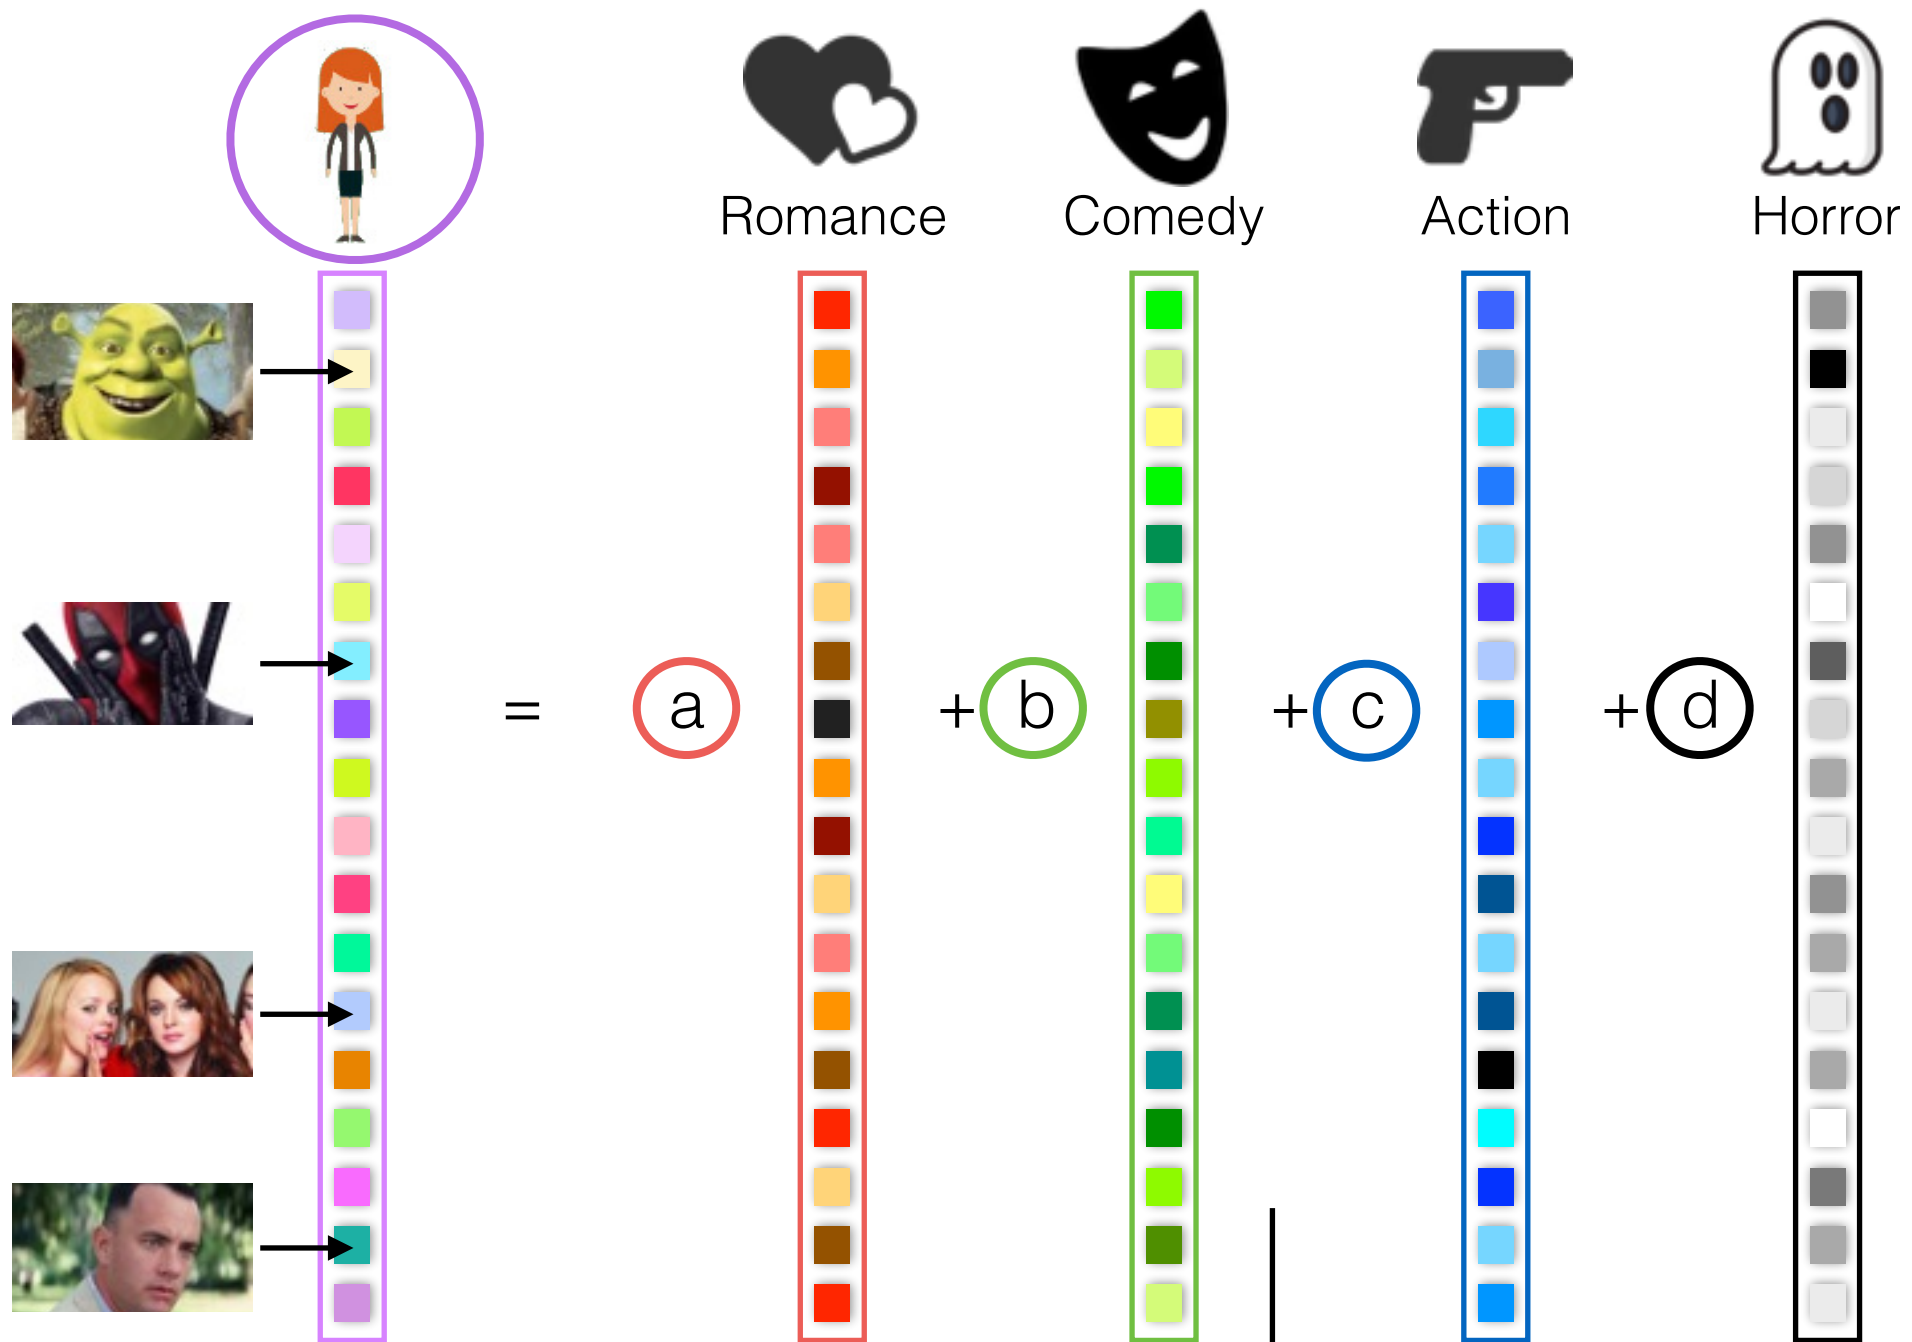 Romance Comedy Action Horror
= a + b + c + d